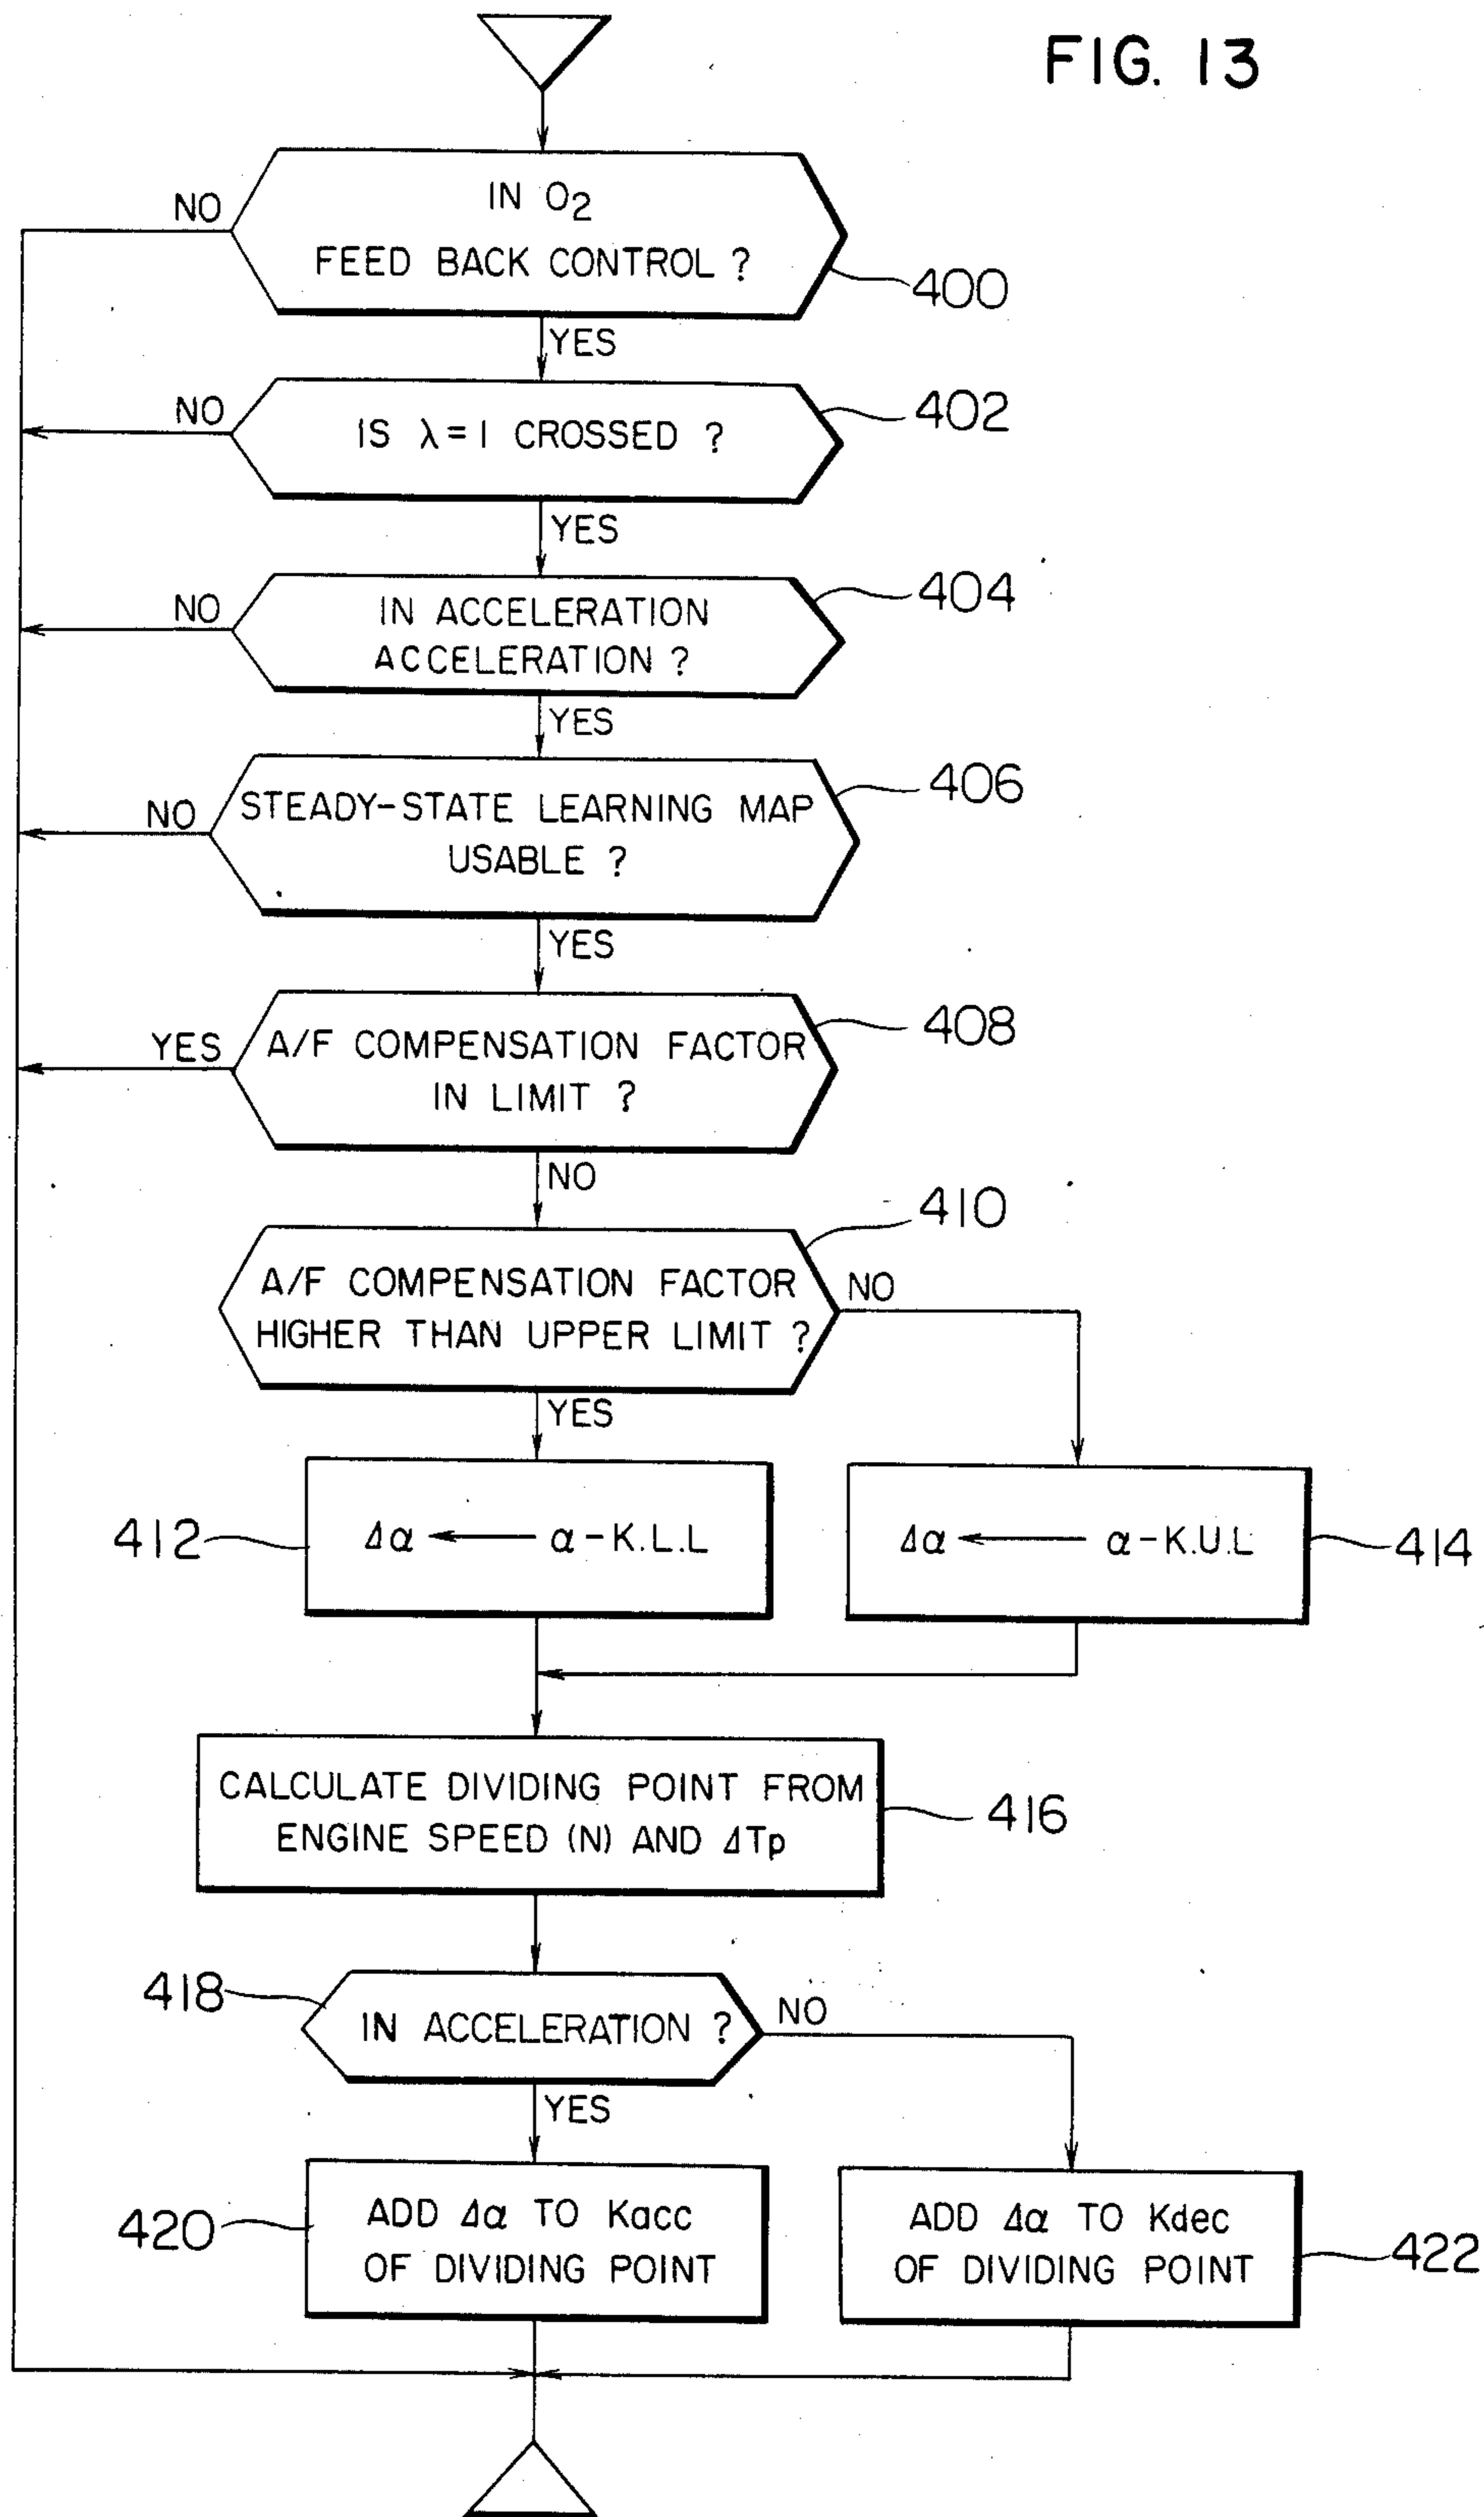 FIG. 13
IN O2
NO
FEED BACK CONTROL ?
400
YES
NO
IS λ=1 CROSSED ?
402
YES
NO
IN ACCELERATION
ACCELERATION ?
404
YES
NO
STEADY-STATE LEARNING MAP
USABLE ?
406
YES
YES
A/F COMPENSATION FACTOR
IN LIMIT ?
408
NO
410
A/F COMPENSATION FACTOR
HIGHER THAN UPPER LIMIT ?
NO
YES
412
Δα ← α-K.L.L
Δα ← α-K.U.L
414
CALCULATE DIVIDING POINT FROM
ENGINE SPEED (N) AND ΔTp
416
418
IN ACCELERATION ?
NO
YES
420
ADD Δα TO Kacc
OF DIVIDING POINT
ADD Δα TO Kdec
OF DIVIDING POINT
422